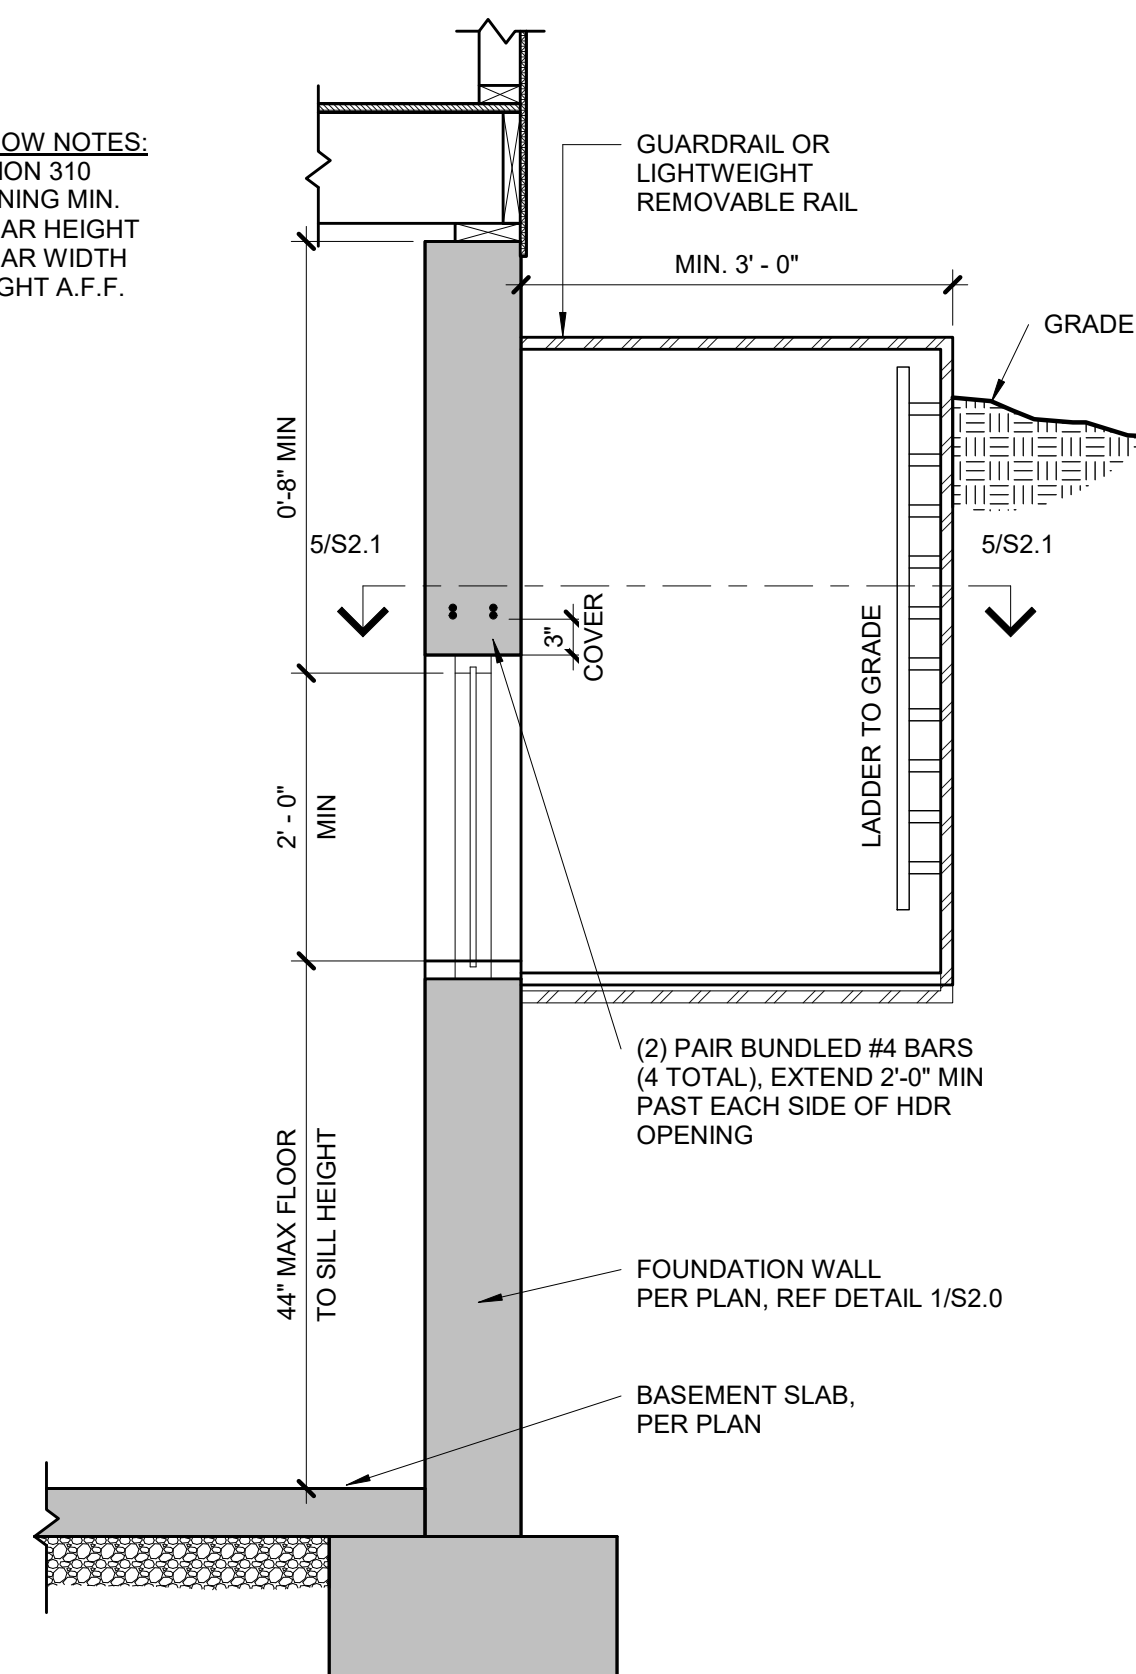 OW NOTES:
ION 310
NING MIN.
AR HEIGHT
AR WIDTH
GHT A.F.F.
GUARDRAIL OR
LIGHTWEIGHT
REMOVABLE RAIL
MIN. 3' - 0"
GRADE
0'-8" MIN
5/S2.1
5/S2.1
3"
COVER
LADDER TO GRADE
2' - 0"
MIN
(2) PAIR BUNDLED #4 BARS
(4 TOTAL), EXTEND 2'-0" MIN
PAST EACH SIDE OF HDR
OPENING
44" MAX FLOOR
TO SILL HEIGHT
FOUNDATION WALL
PER PLAN, REF DETAIL 1/S2.0
BASEMENT SLAB,
PER PLAN